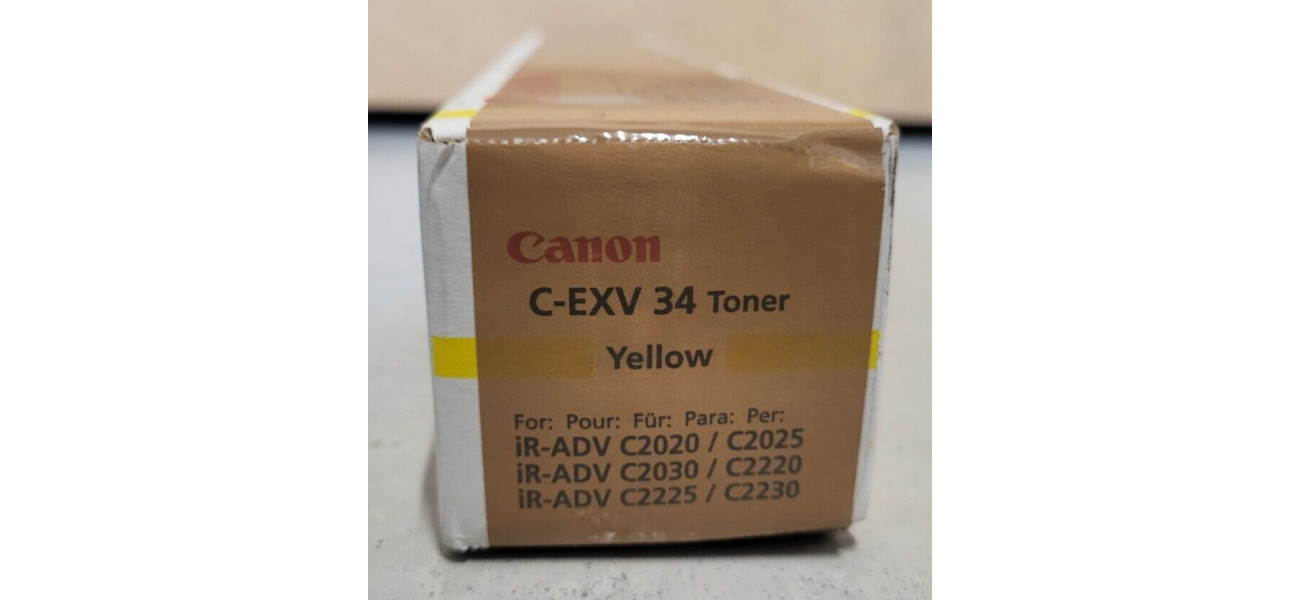 Canon
C-EXV 34 Toner
Yellow
For: Pour: Für: Para: Per:
iR-ADV C2020 / C2025
iR-ADV C2030 / C2220
iR-ADV C2225 / C2230